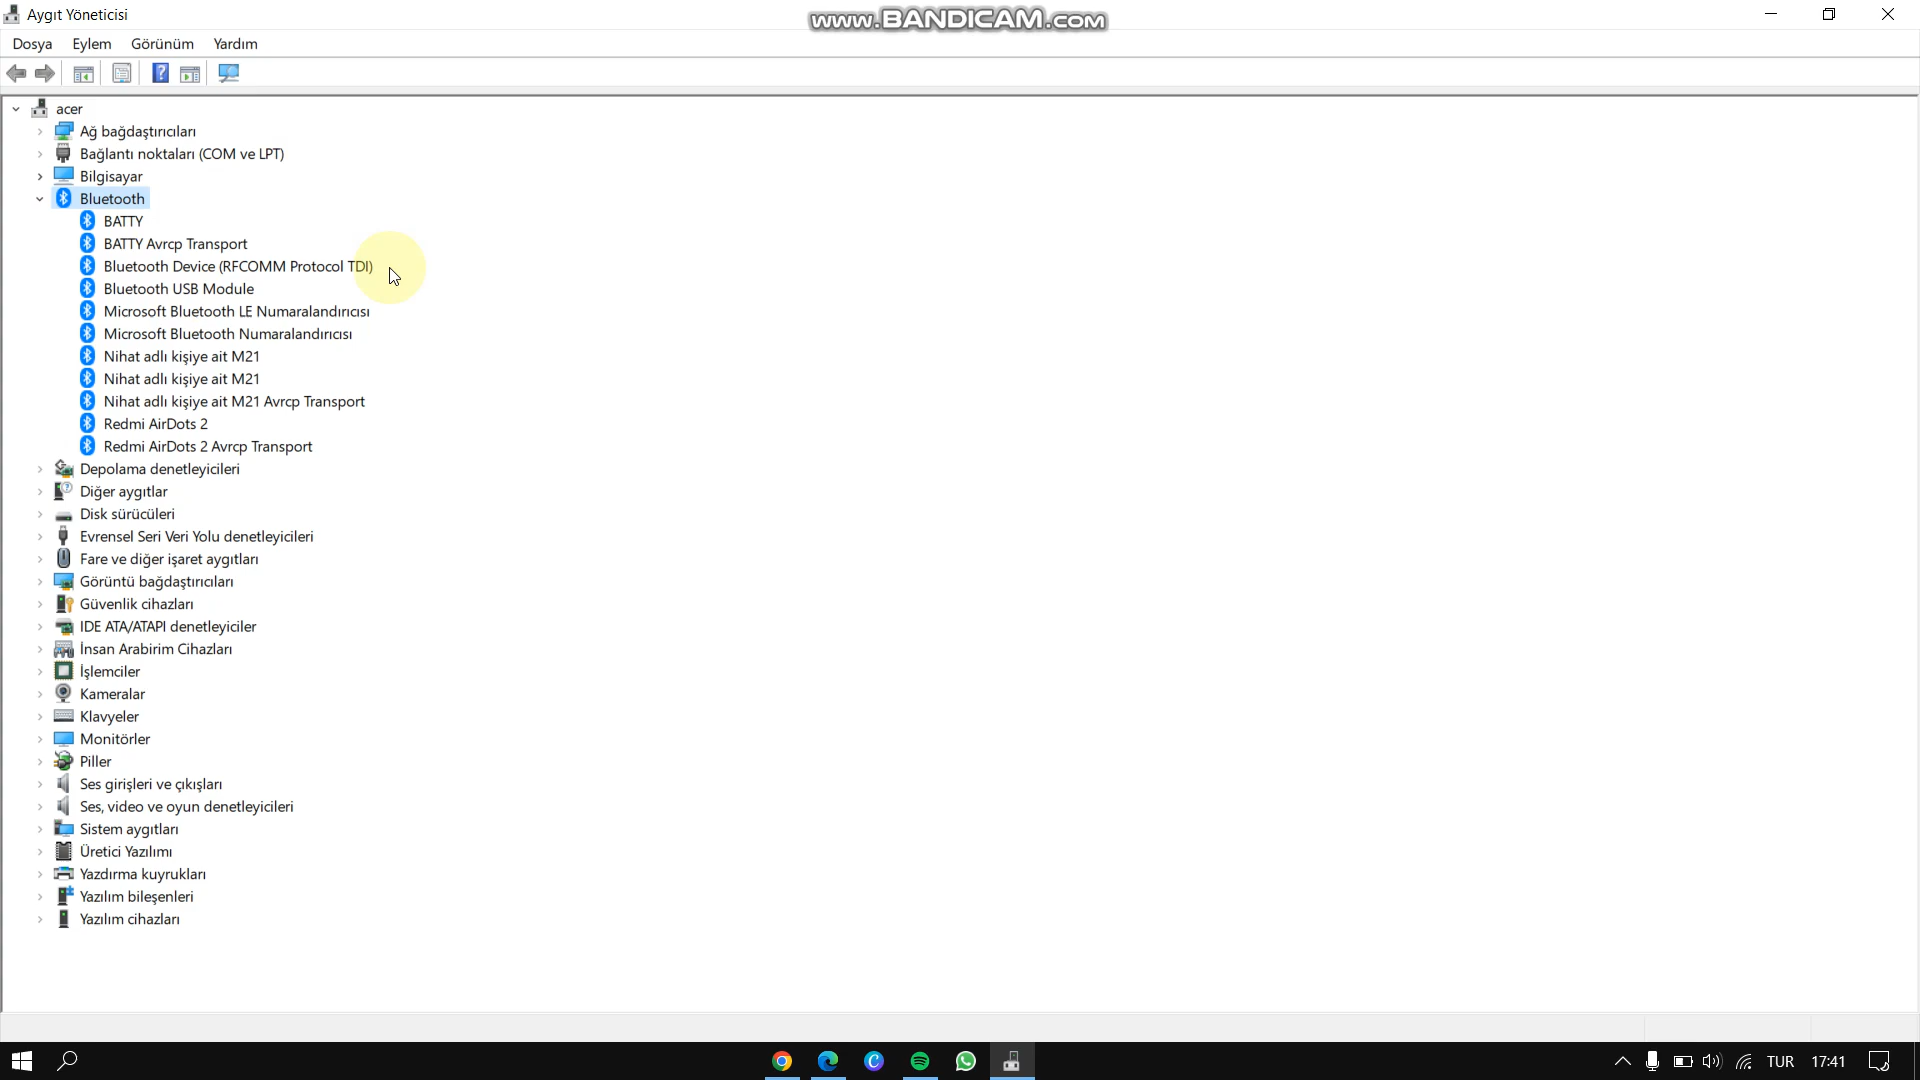 Aygıt Yöneticisi
www.BANDICAM.com
Dosya Eylem Görünüm Yardım
acer
Ağ bağdaştırıcıları
Bağlantı noktaları (COM ve LPT)
Bilgisayar
Bluetooth
BATTY
BATTY Avrcp Transport
Bluetooth Device (RFCOMM Protocol TDI)
Bluetooth USB Module
Microsoft Bluetooth LE Numaralandırıcısı
Microsoft Bluetooth Numaralandırıcısı
Nihat adlı kişiye ait M21
Nihat adlı kişiye ait M21
Nihat adlı kişiye ait M21 Avrcp Transport
Redmi AirDots 2
Redmi AirDots 2 Avrcp Transport
Depolama denetleyicileri
Diğer aygıtlar
Disk sürücüleri
Evrensel Seri Veri Yolu denetleyicileri
Fare ve diğer işaret aygıtları
Görüntü bağdaştırıcıları
Güvenlik cihazları
IDE ATA/ATAPI denetleyiciler
İnsan Arabirim Cihazları
İşlemciler
Kameralar
Klavyeler
Monitörler
Piller
Ses girişleri ve çıkışları
Ses, video ve oyun denetleyicileri
Sistem aygıtları
Üretici Yazılımı
Yazdırma kuyrukları
Yazılım bileşenleri
Yazılım cihazları
TUR 17:41